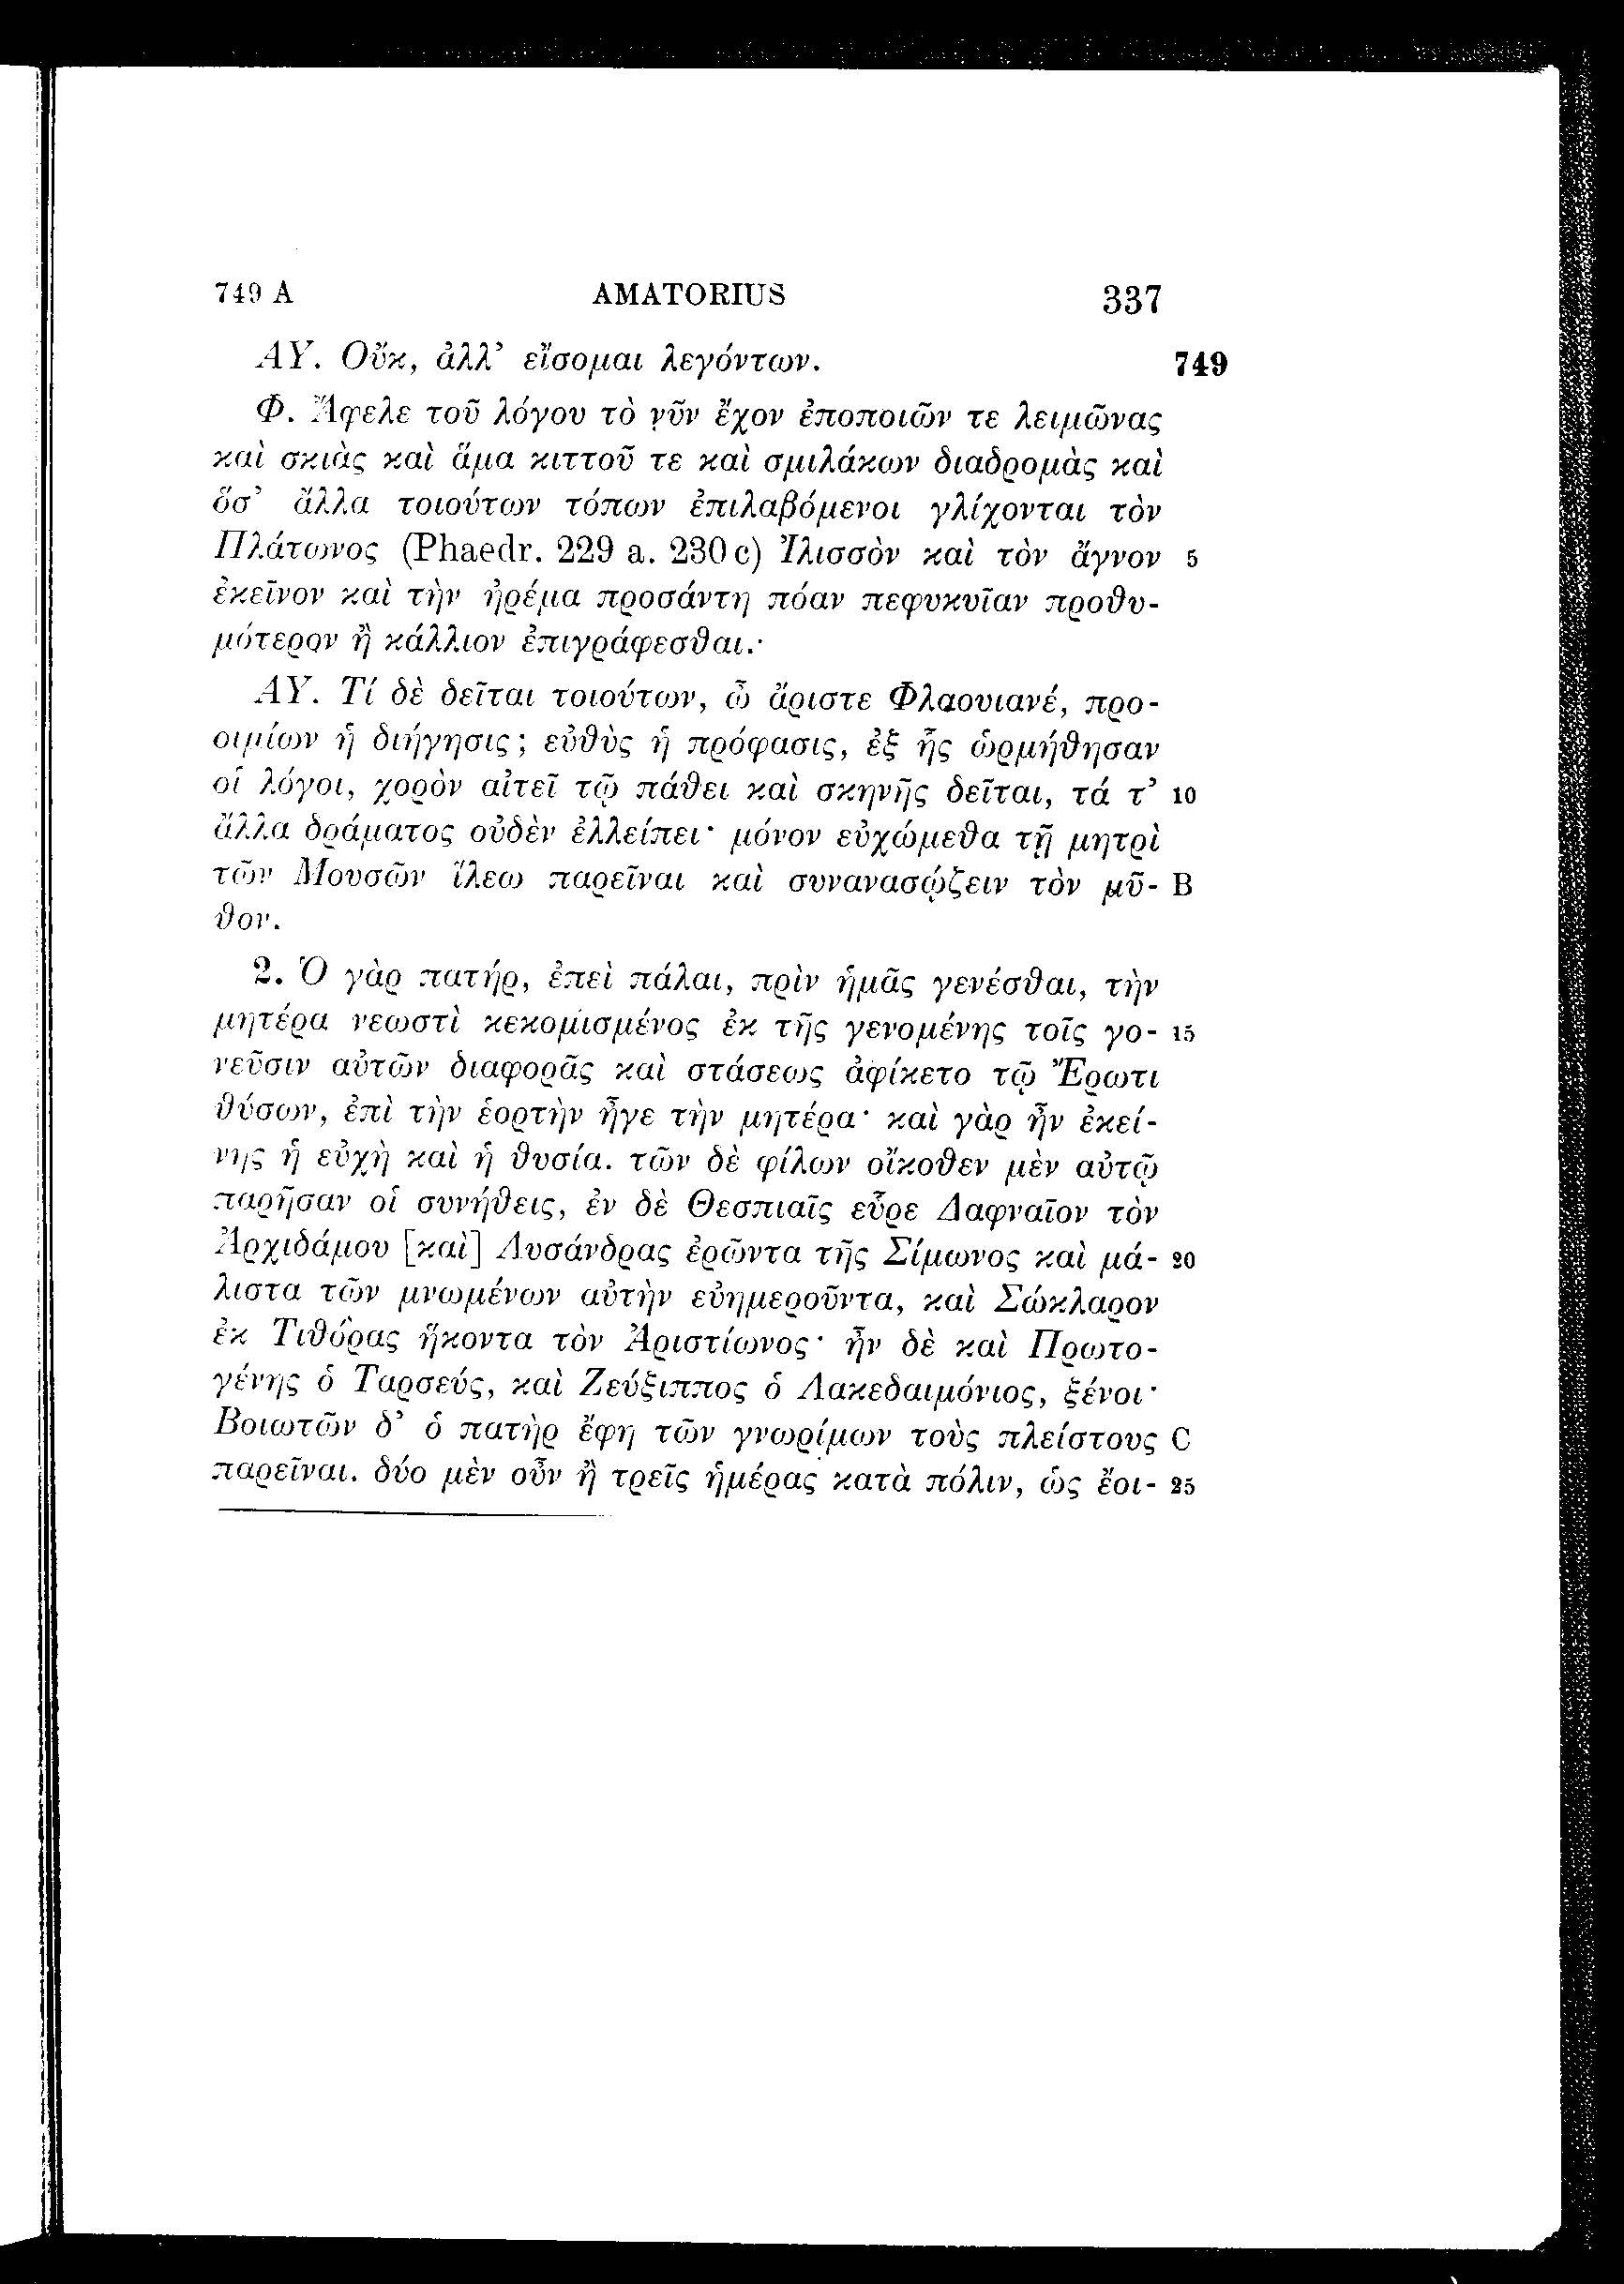 749 A AMATORIUS 337
ΑΥ. Οὔκ, ἀλλ’ εἴσομαι λεγόντων. 749
Φ. Ἄφελε τοῦ λόγου τὸ νῦν ἔχον ἐποποιῶν τε λειμῶνας
καὶ σκιὰς καὶ ἅμα κιττοῦ τε καὶ σμιλάκων διαδρομὰς καὶ
ὅσ’ ἄλλα τοιούτων τόπων ἐπιλαβόμενοι γλίχονται τὸν
Πλάτωνος (Phaedr. 229 a. 230 c) Ἰλισσὸν καὶ τὸν ἄγνον 5
ἐκεῖνον καὶ τὴν ἠρέμα προσάντη πόαν πεφυκυῖαν προθυ-
μότερον ἢ κάλλιον ἐπιγράφεσθαι.
ΑΥ. Τί δὲ δεῖται τοιούτων, ὦ ἄριστε Φλαουιανέ, προ-
οιμίων ἡ διήγησις; εὐθὺς ἡ πρόφασις, ἐξ ἧς ὡρμήθησαν
οἱ λόγοι, χορὸν αἰτεῖ τῷ πάθει καὶ σκηνῆς δεῖται, τά τ’ 10
ἄλλα δράματος οὐδὲν ἐλλείπει· μόνον εὐχώμεθα τῇ μητρὶ
τῶν Μουσῶν ἵλεω παρεῖναι καὶ συνανασῴζειν τὸν μῦ- B
θον.
2. Ὁ γὰρ πατήρ, ἐπεὶ πάλαι, πρὶν ἡμᾶς γενέσθαι, τὴν
μητέρα νεωστὶ κεκομισμένος ἐκ τῆς γενομένης τοῖς γο- 15
νεῦσιν αὐτῶν διαφορᾶς καὶ στάσεως ἀφίκετο τῷ Ἔρωτι
θύσων, ἐπὶ τὴν ἑορτὴν ἦγε τὴν μητέρα· καὶ γὰρ ἦν ἐκεί-
νης ἡ εὐχὴ καὶ ἡ θυσία. τῶν δὲ φίλων οἴκοθεν μὲν αὐτῷ
παρῆσαν οἱ συνήθεις, ἐν δὲ Θεσπιαῖς εὗρε Δαφναῖον τὸν
Ἀρχιδάμου [καὶ] Λυσάνδρας ἐρῶντα τῆς Σίμωνος καὶ μά- 20
λιστα τῶν μνωμένων αὐτὴν εὐημεροῦντα, καὶ Σώκλαρον
ἐκ Τιθόρας ἥκοντα τὸν Ἀριστίωνος· ἦν δὲ καὶ Πρωτο-
γένης ὁ Ταρσεύς, καὶ Ζεύξιππος ὁ Λακεδαιμόνιος, ξένοι·
Βοιωτῶν δ’ ὁ πατὴρ ἔφη τῶν γνωρίμων τοὺς πλείστους C
παρεῖναι. δύο μὲν οὖν ἢ τρεῖς ἡμέρας κατὰ πόλιν, ὡς ἔοι- 25